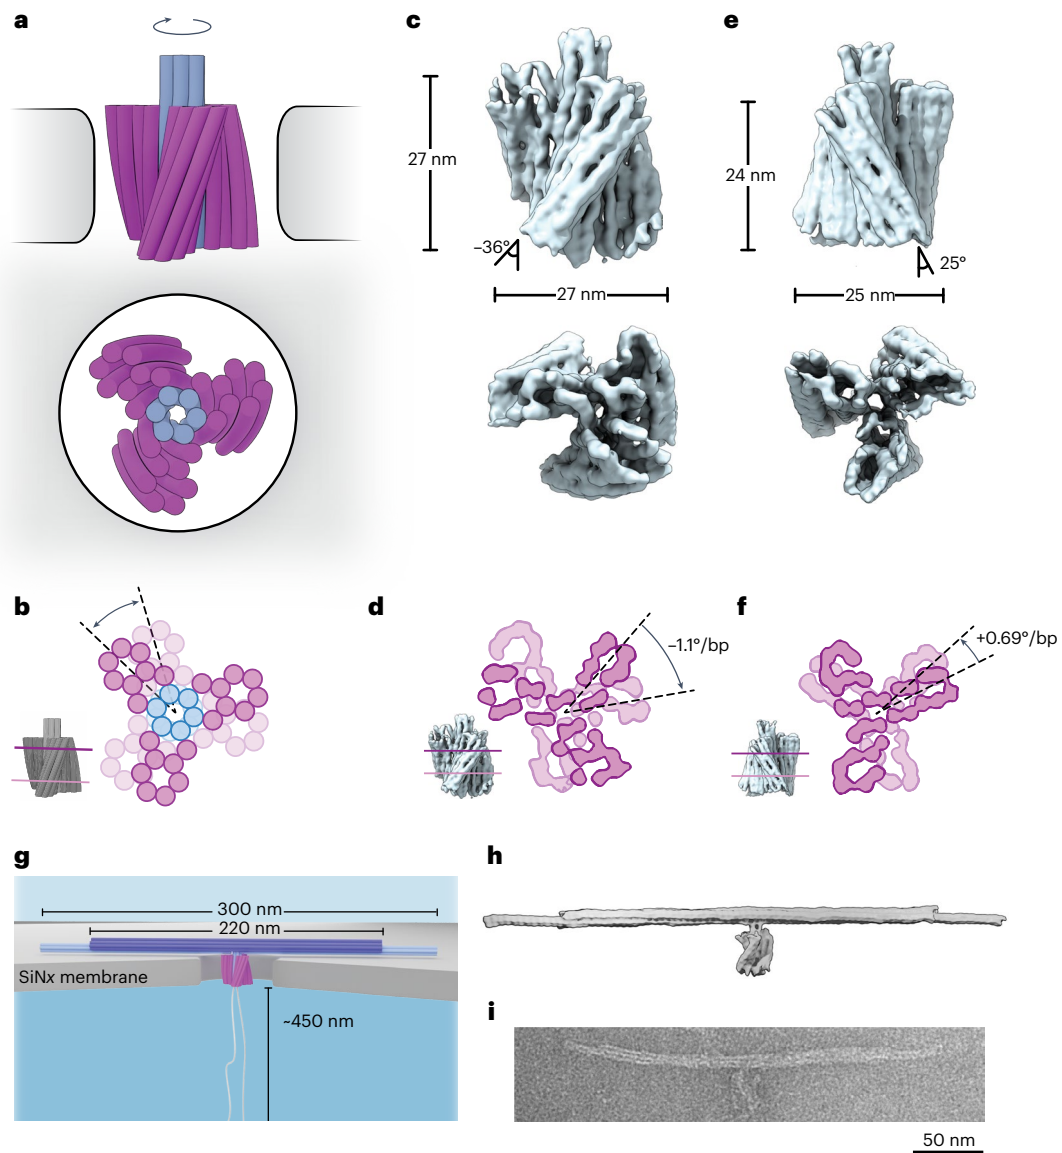 a
c
e
27 nm
24 nm
–36°
25°
27 nm
25 nm
b
d
f
–1.1°/bp
+0.69°/bp
g
h
300 nm
220 nm
SiNx membrane
~450 nm
i
50 nm